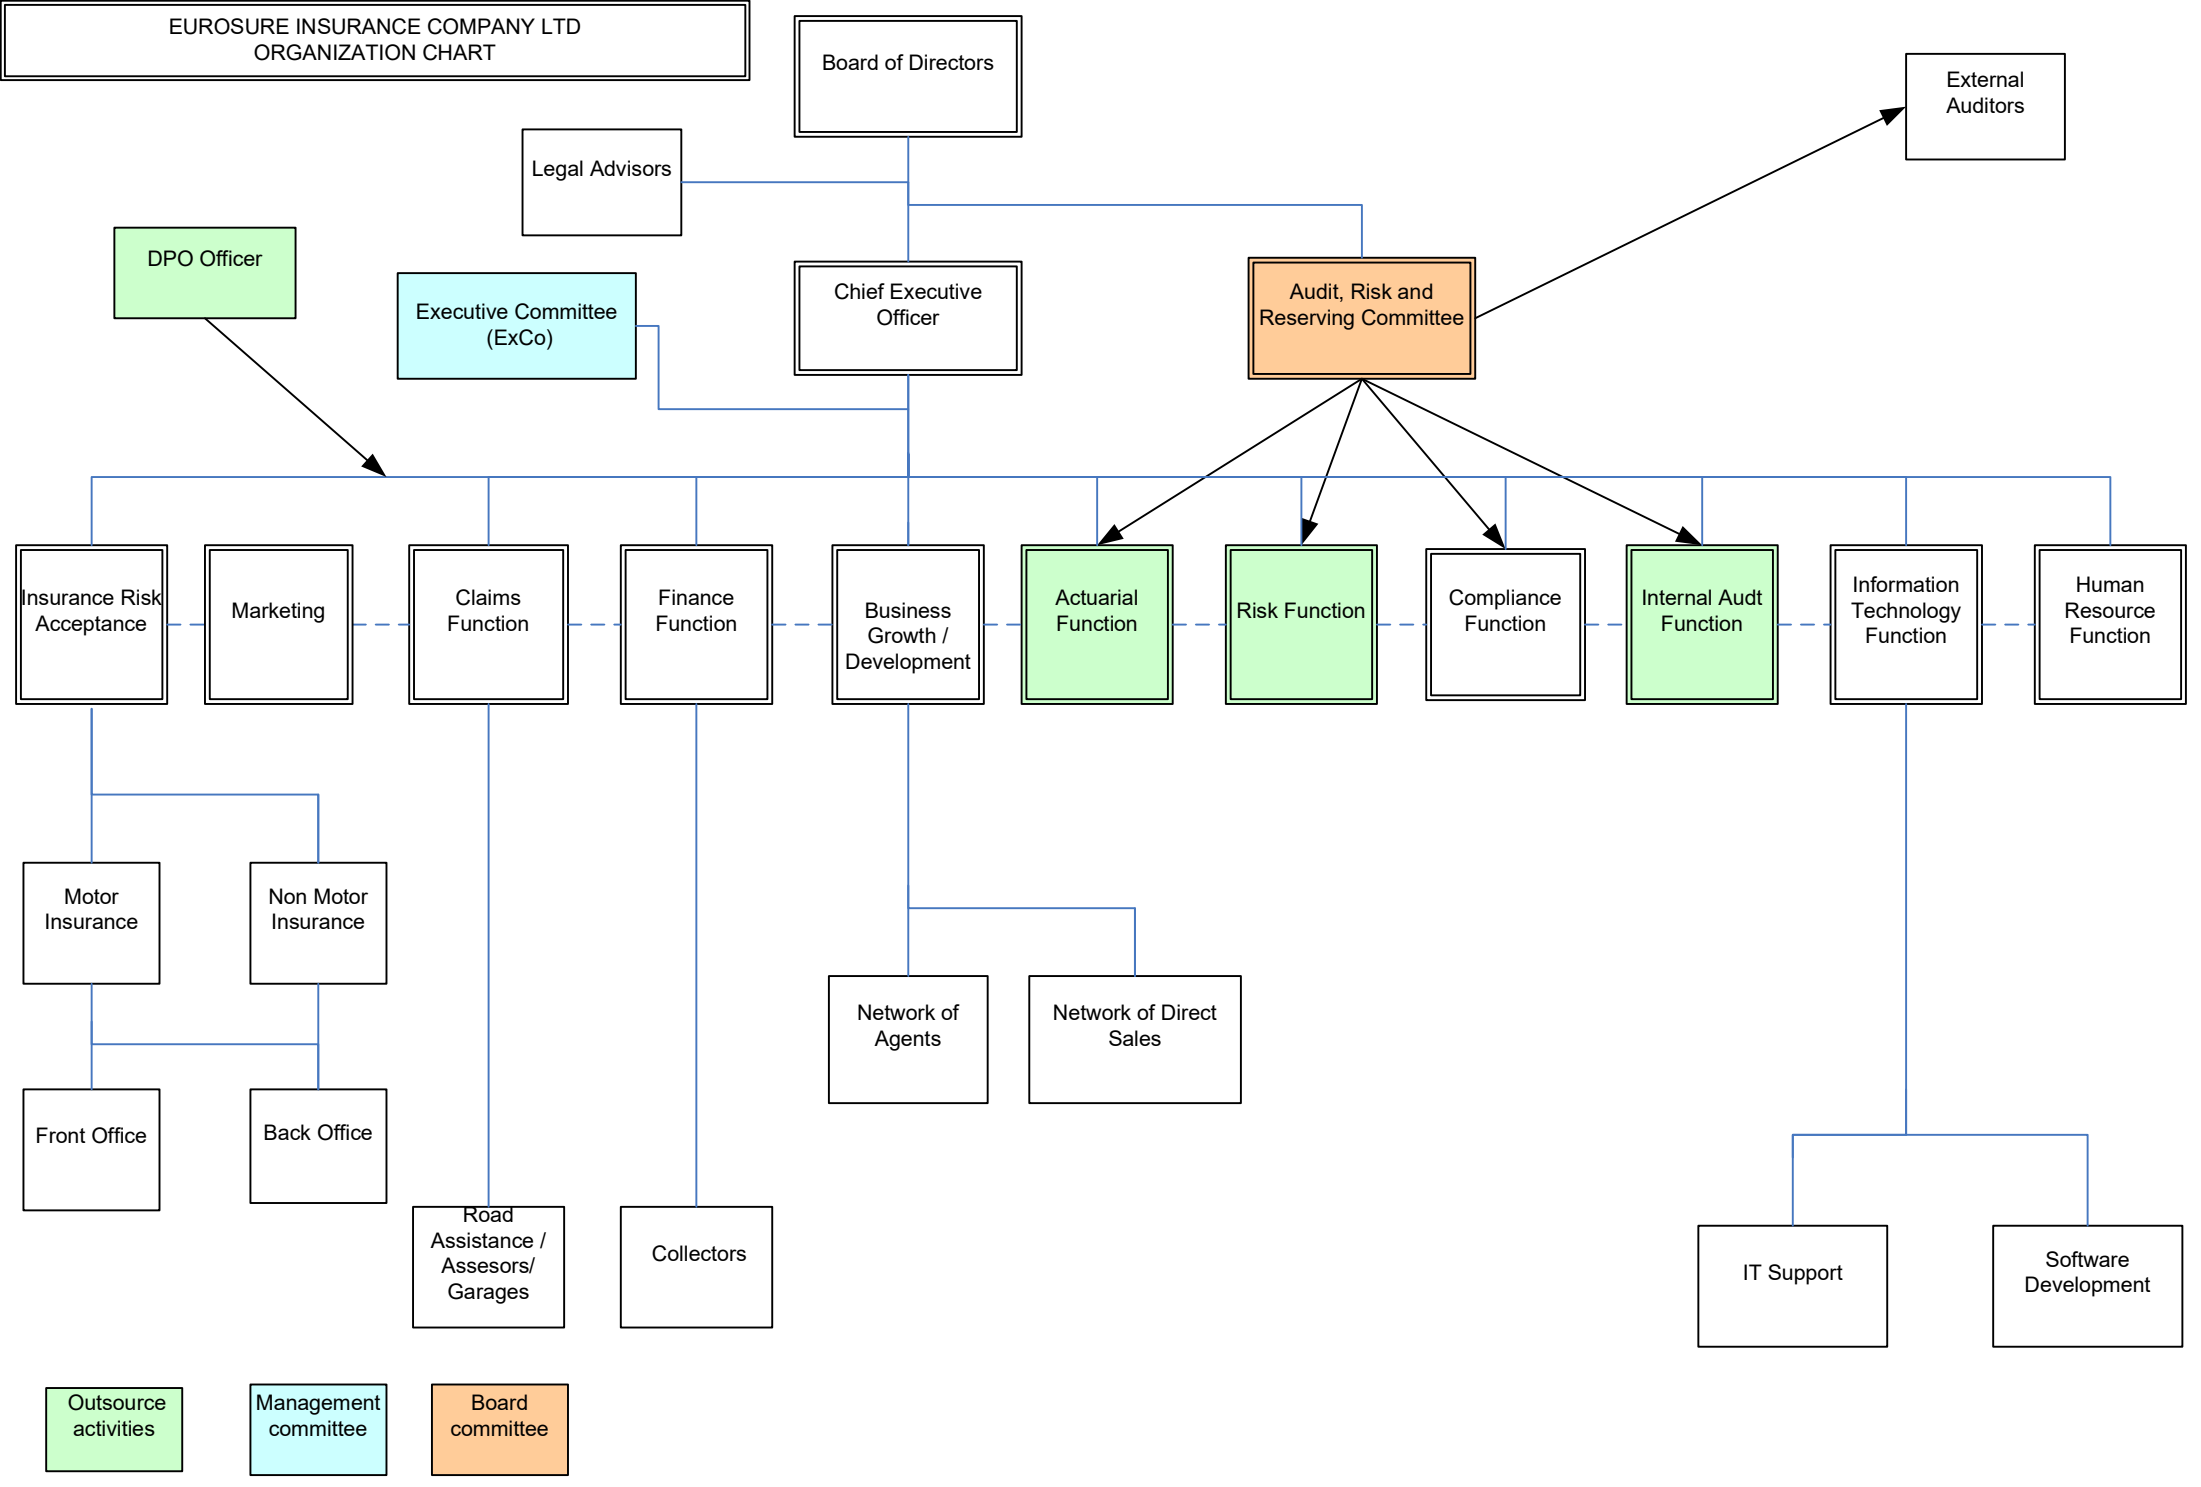 EUROSURE INSURANCE COMPANY LTD
ORGANIZATION CHART
Board of Directors
External
Auditors
Legal Advisors
DPO Officer
Executive Committee
(ExCo)
Chief Executive
Officer
Audit, Risk and
Reserving Committee
Insurance Risk
Acceptance
Marketing
Claims
Function
Finance
Function
Business
Growth /
Development
Actuarial
Function
Risk Function
Compliance
Function
Internal Audt
Function
Information
Technology
Function
Human
Resource
Function
Motor
Insurance
Non Motor
Insurance
Network of
Agents
Network of Direct
Sales
Front Office
Back Office
Road
Assistance /
Assesors/
Garages
Collectors
IT Support
Software
Development
Outsource
activities
Management
committee
Board
committee